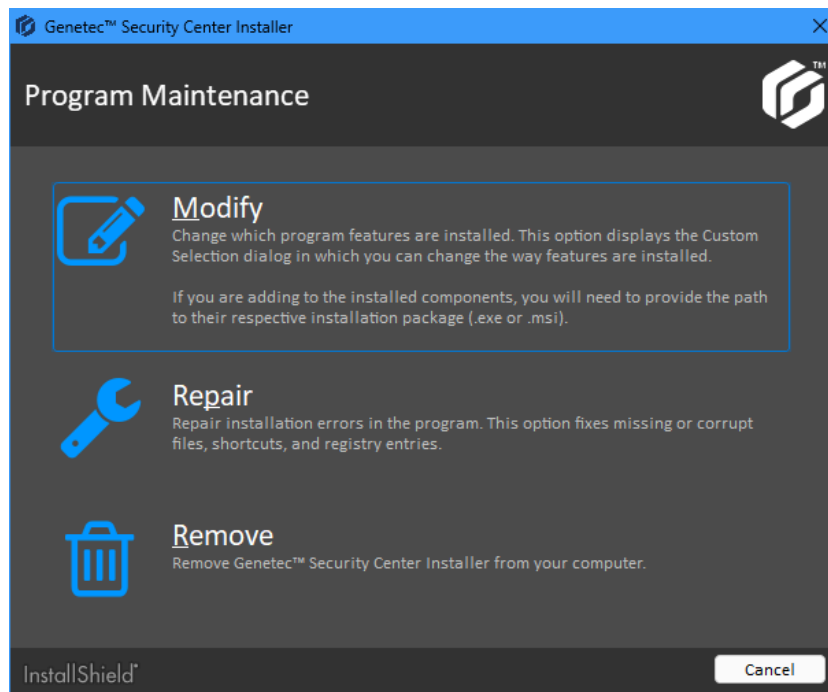 Genetec™ Security Center Installer
Program Maintenance
TM
Modify
Change which program features are installed. This option displays the Custom
Selection dialog in which you can change the way features are installed.
If you are adding to the installed components, you will need to provide the path
to their respective installation package (.exe or .msi).
Repair
Repair installation errors in the program. This option fixes missing or corrupt
files, shortcuts, and registry entries.
Remove
Remove Genetec™ Security Center Installer from your computer.
InstallShield
Cancel